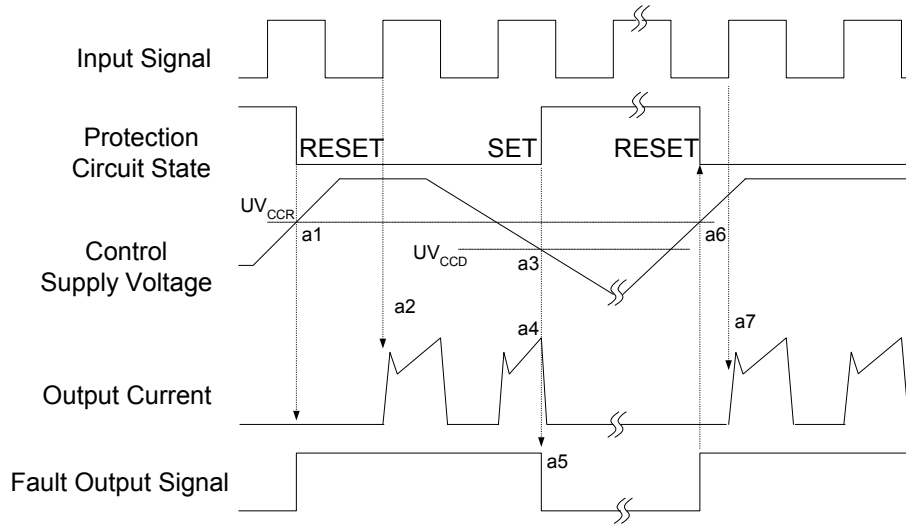 Input Signal
Protection
Circuit State
RESET
SET
RESET
UV_CCR
a1
a6
Control
Supply Voltage
UV_CCD
a3
a2
a4
a7
Output Current
a5
Fault Output Signal